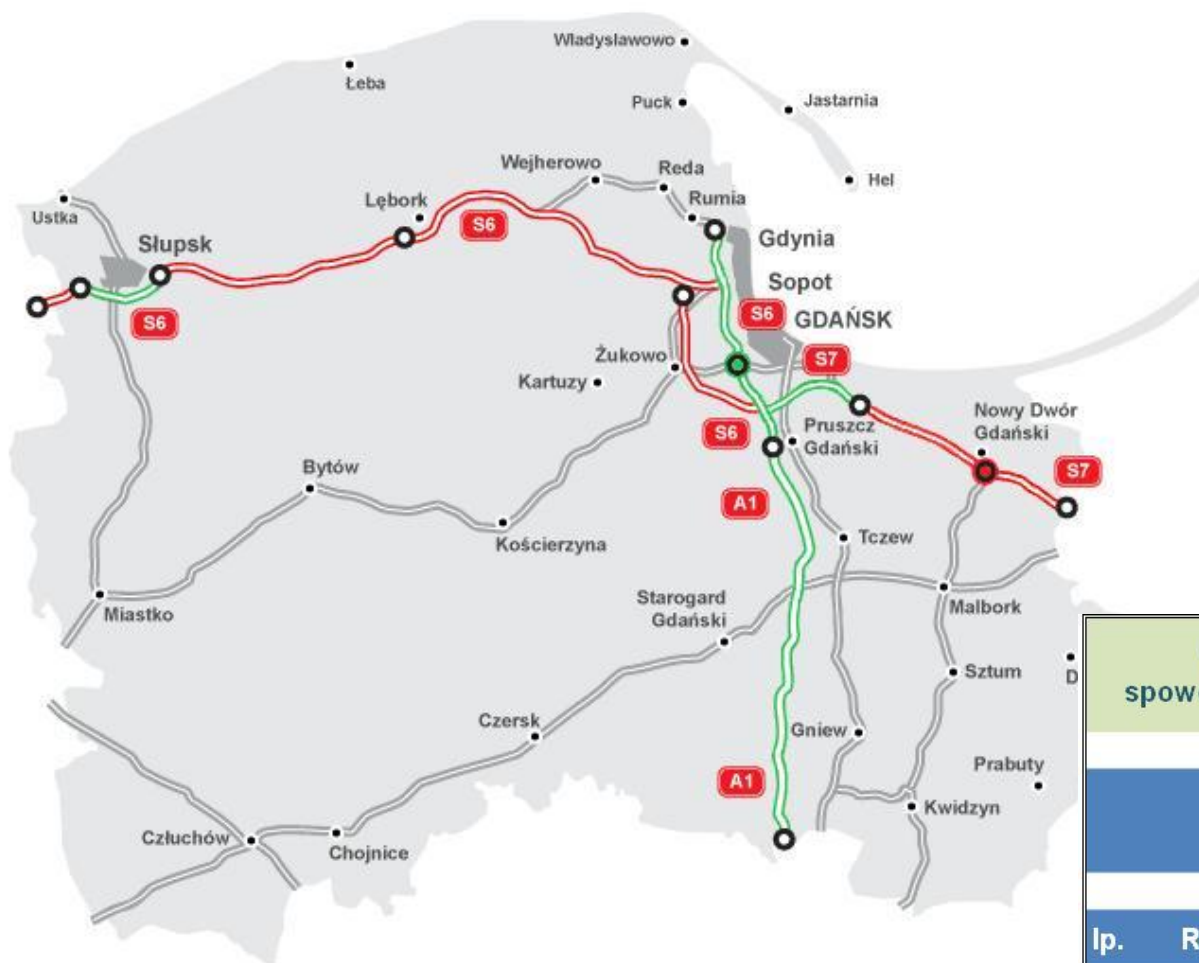 Władysławowo
Łeba
Puck
Jastarnia
Wejherowo
Reda
Hel
Rumia
Ustka
Lębork
S6
Gdynia
Słupsk
Sopot
S6
S6
GDAŃSK
S7
Żukowo
Kartuzy
Nowy Dwór
Gdański
S6
Pruszcz
Gdański
S7
Bytów
A1
Kościerzyna
Tczew
Starogard
Gdański
Miastko
Malbork
Sztum
D
spow
Czersk
Gniew
Prabuty
A1
Kwidzyn
Człuchów
Chojnice
lp. R